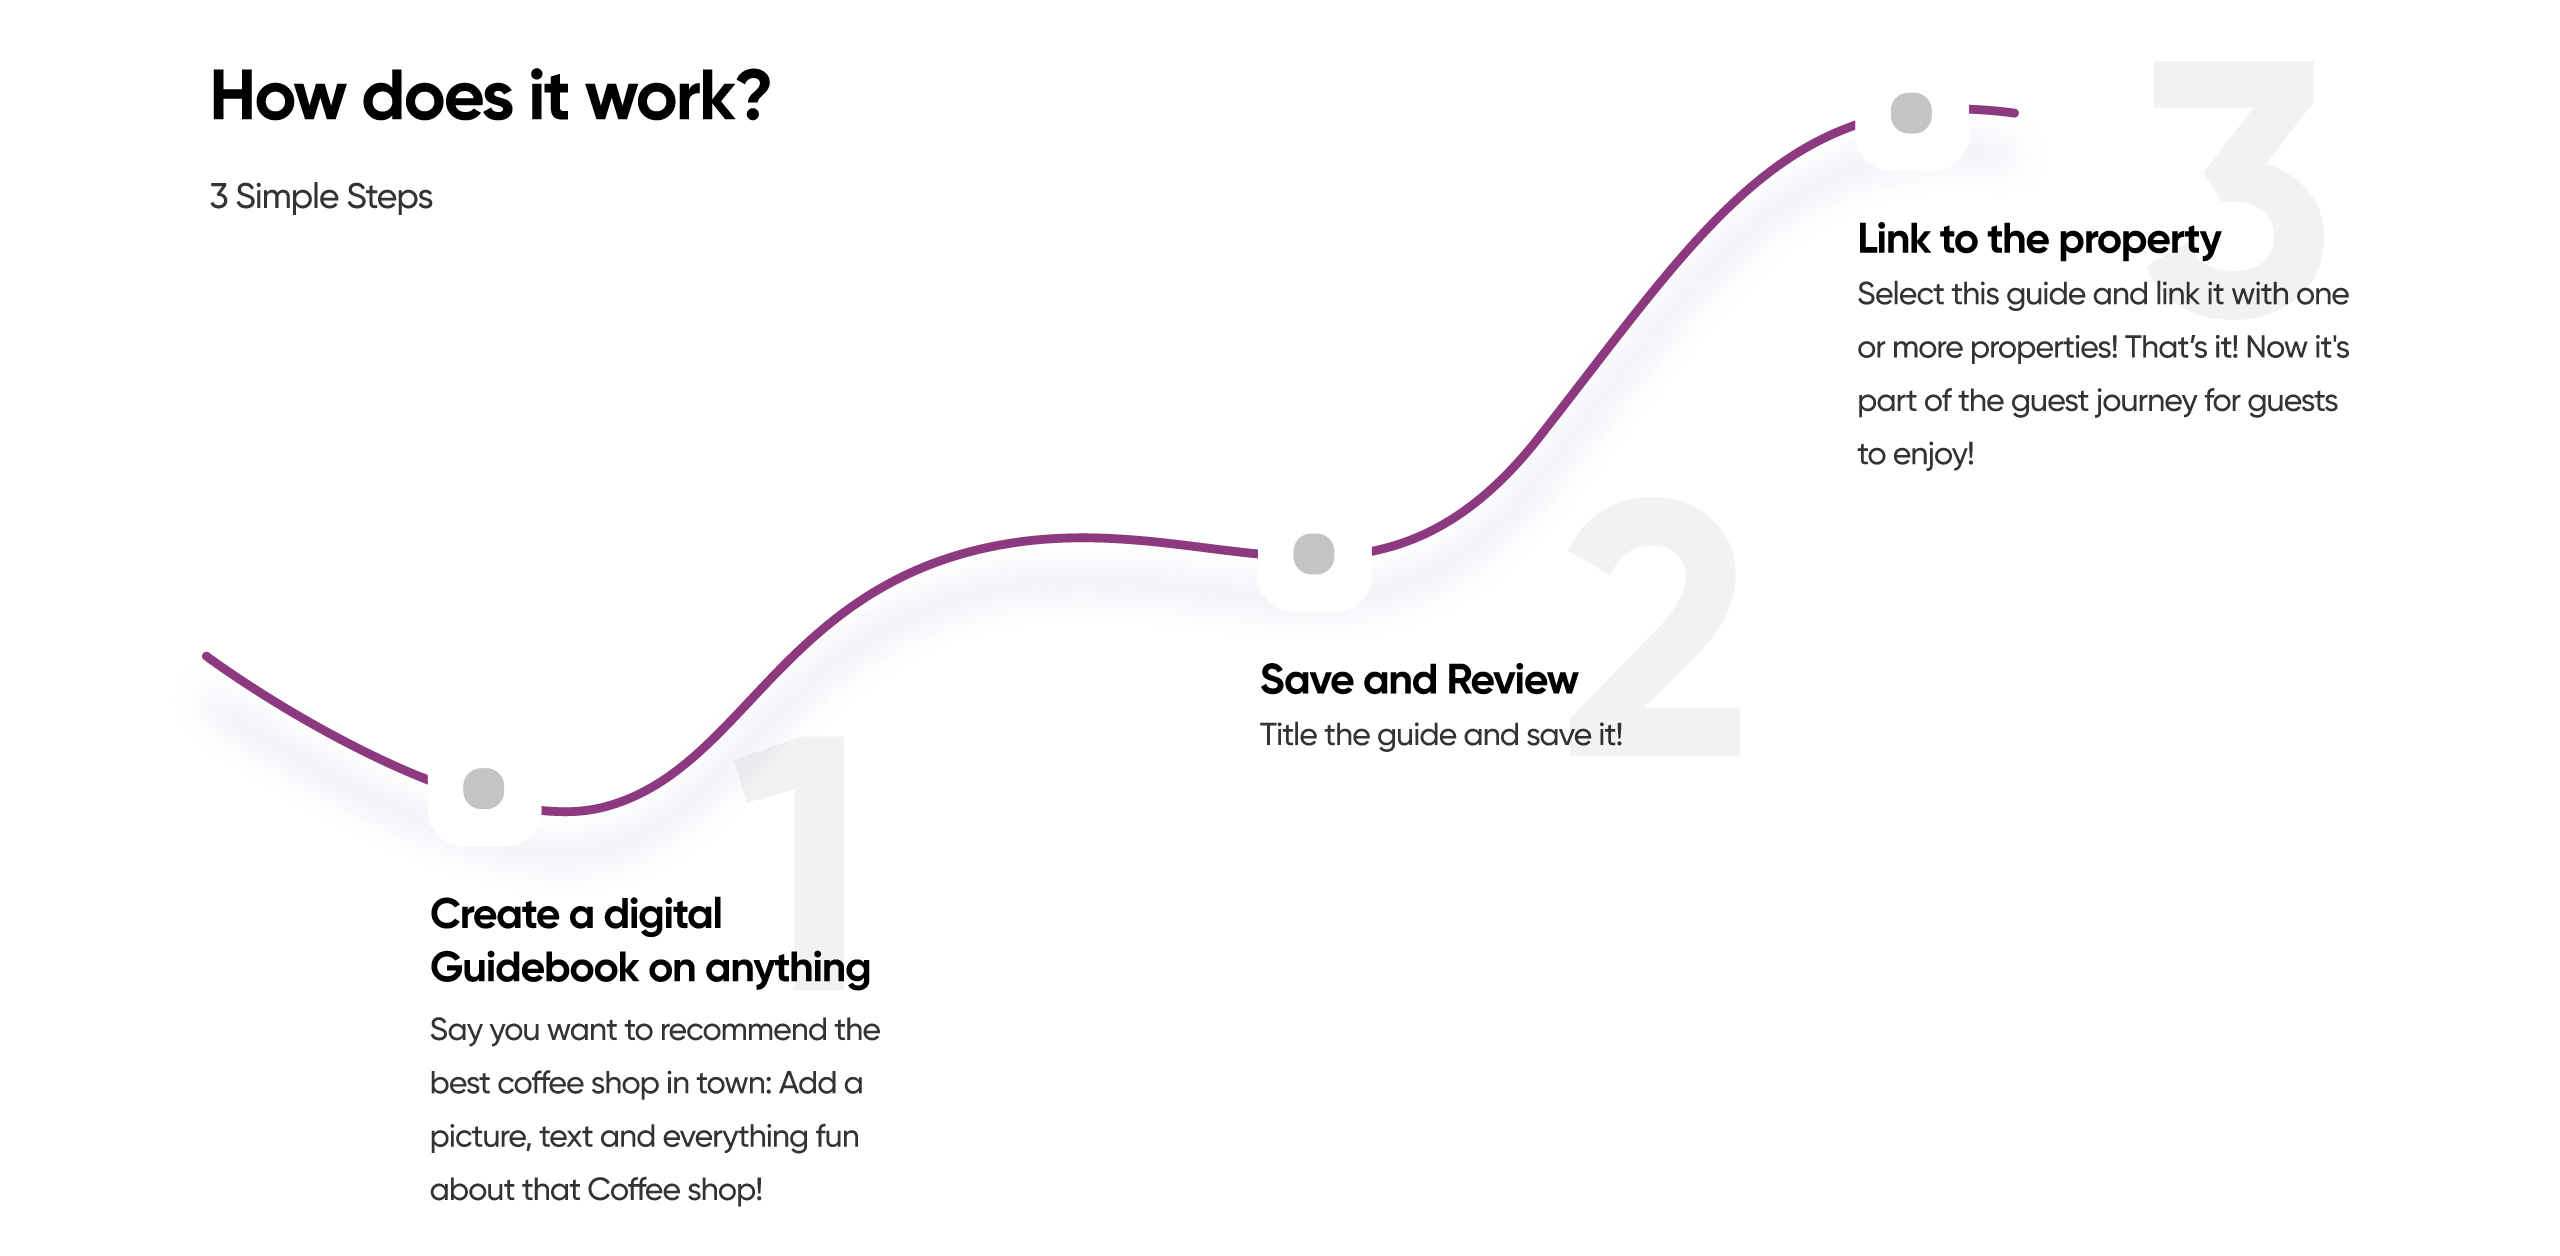 How does it work?
3 Simple Steps
1
Create a digital
Guidebook on anything
Say you want to recommend the
best coffee shop in town: Add a
picture, text and everything fun
about that Coffee shop!
2
Save and Review
Title the guide and save it!
3
Link to the property
Select this guide and link it with one
or more properties! That’s it! Now it's
part of the guest journey for guests
to enjoy!